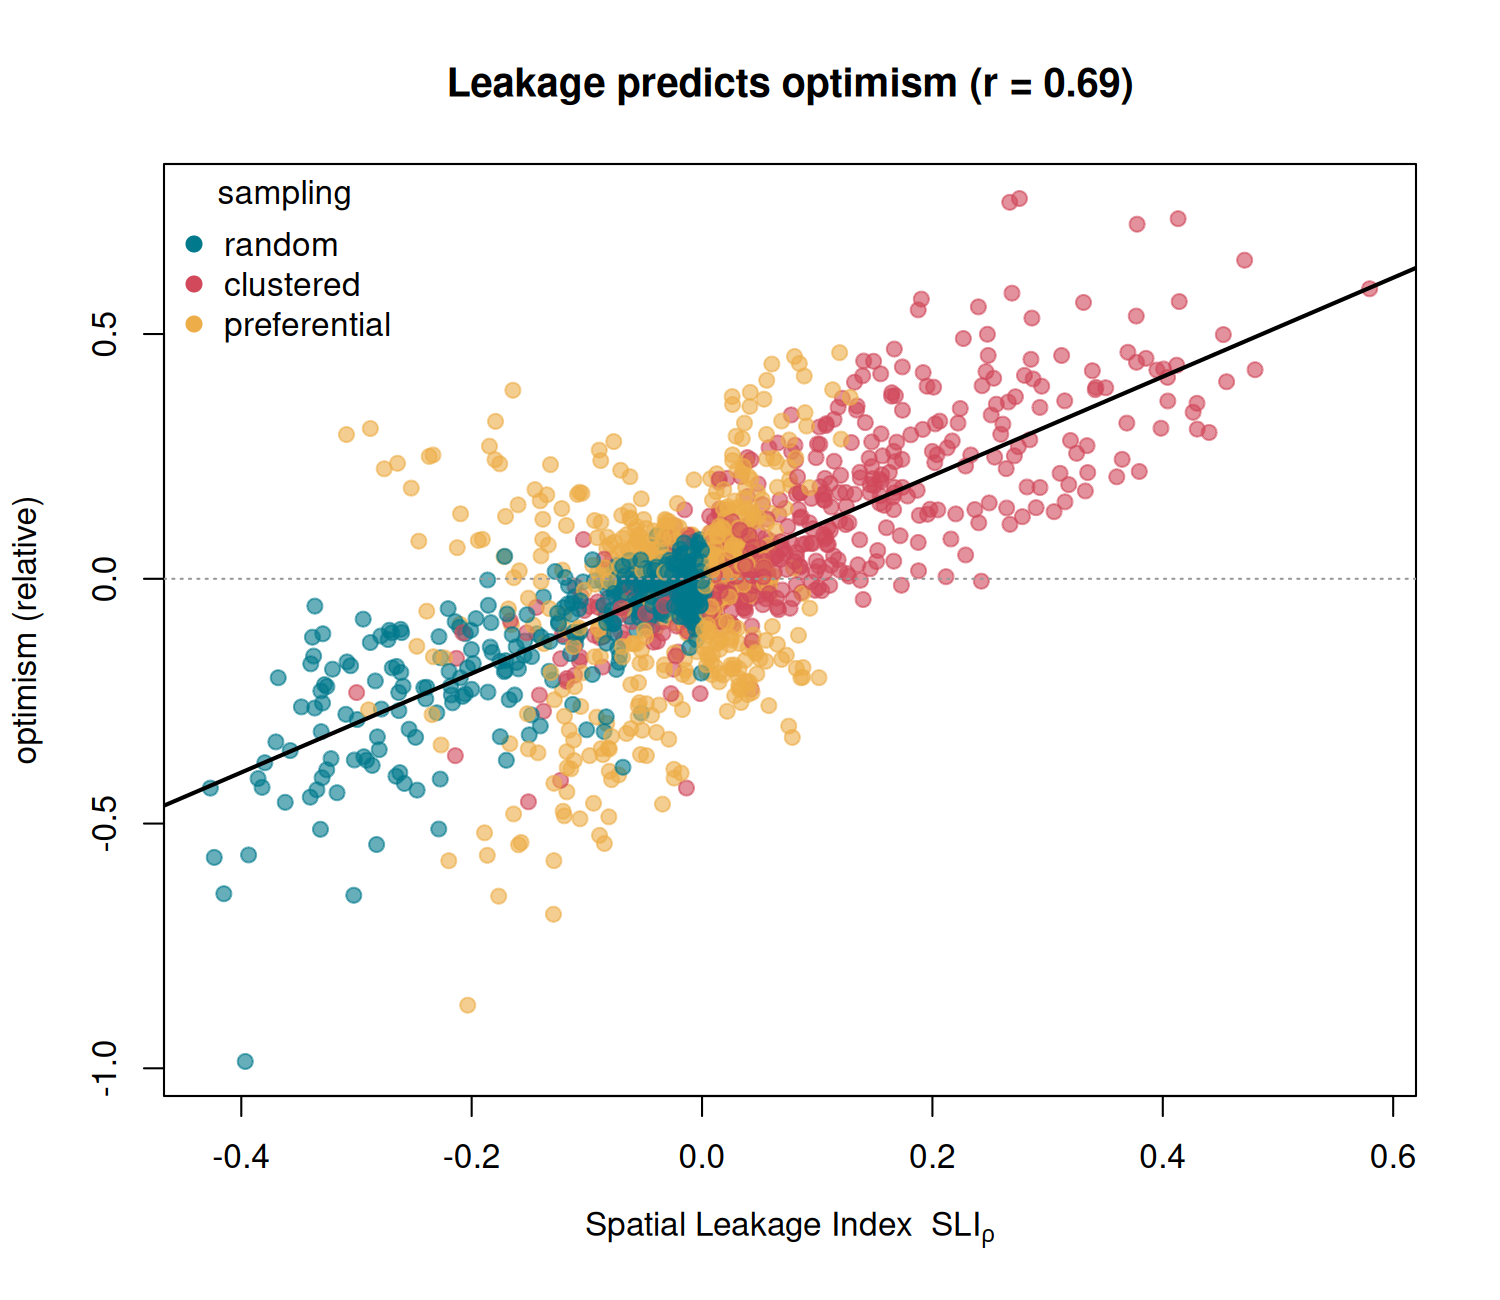 Leakage predicts optimism (r = 0.69)
sampling
random
clustered
preferential
optimism (relative)
0.5
0.0
-0.5
-1.0
-0.4 -0.2 0.0 0.2 0.4 0.6
Spatial Leakage Index SLIρ